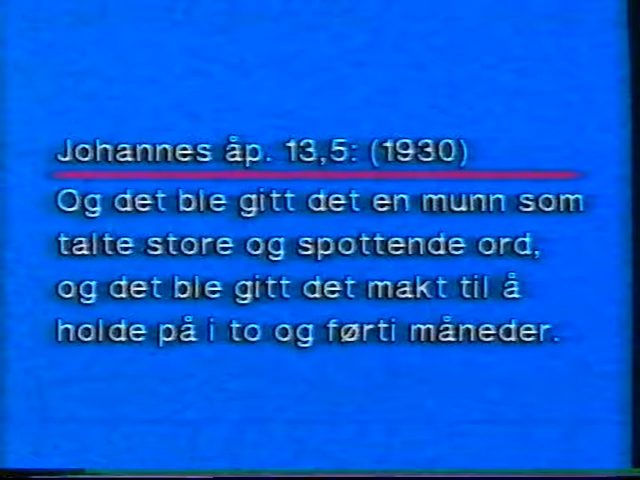 Johannes åp. 13,5: (1930)
Og det ble gitt det en munn som
talte store og spottende ord,
og det ble gitt det makt til å
holde på i to og førti måneder.